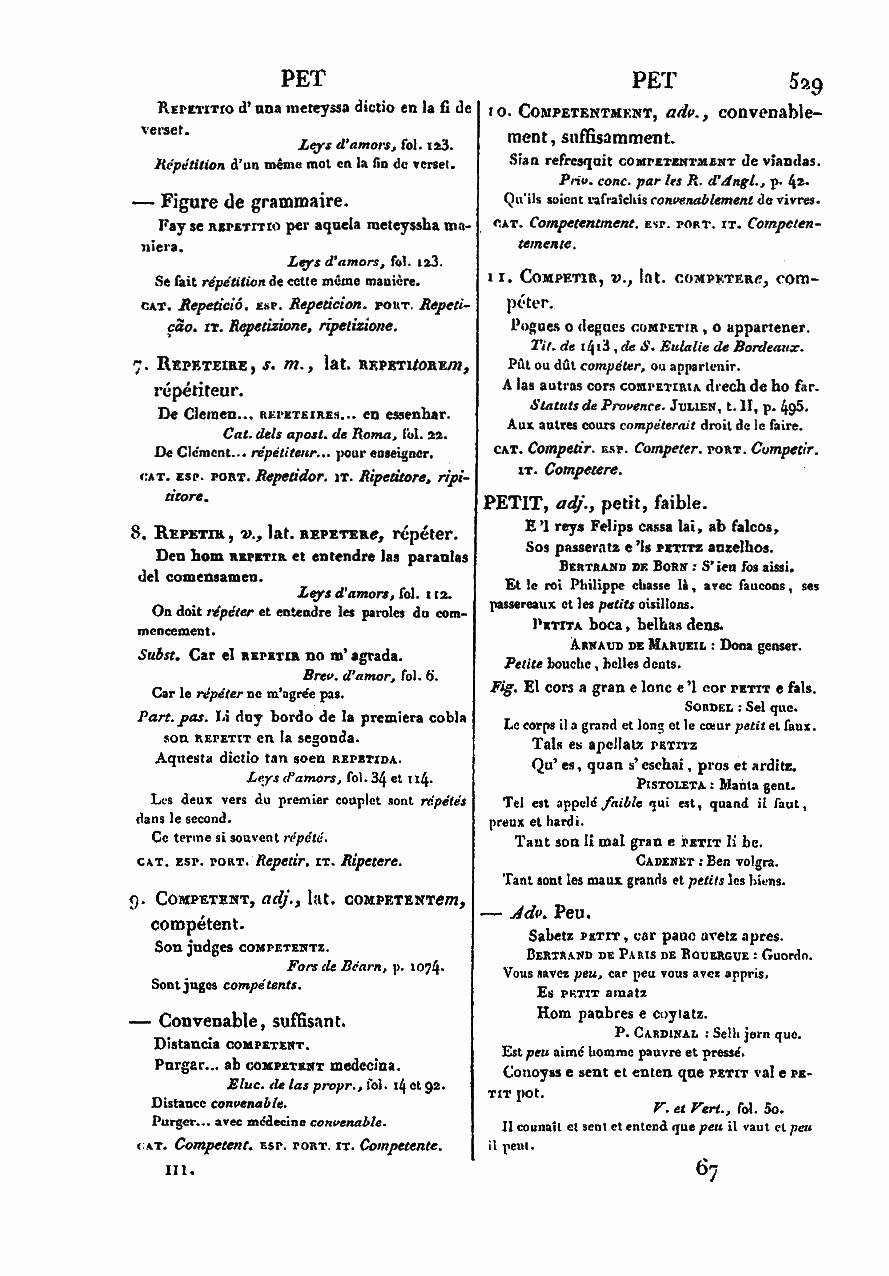 PET
PET 529
REPETITIO d'una meteyssa dictio en la fi de
verset.
Leys d'amors, fol. 123.
Répétition d'un même mot en la fin de verset.
— Figure de grammaire.
Fay se REPETITIO per aquela meteyssha ma-
niera.
Leys d'amors, fol. 123.
Se fait répétition de cette même manière.
CAT. Repetició. ESP. Repeticion. PORT. Repeti-
ção. IT. Repetizione, ripetizione.
7. REPETEIRE, s. m., lat. REPETItoREm,
répétiteur.
De Clemen... REPETEIRES... en essenhar.
Cat. dels apost. de Roma, fol. 22.
De Clément... répétiteur... pour enseigner.
CAT. ESP. PORT. Repetidor. IT. Ripetitore, ripi-
titore.
8. REPETIR, v., lat. REPETERe, répéter.
Den hom REPETIR et entendre las paraulas
del comensamen.
Leys d'amors, fol. 112.
On doit répéter et entendre les paroles du com-
mencement.
Subst. Car el REPETIR no m'agrada.
Brev. d'amor, fol. 6.
Car le répéter ne m'agrée pas.
Part. pas. Li duy bordo de la premiera cobla
son REPETIT en la segonda.
Aquesta dictio tan soen REPETIDA.
Leys d'amors, fol. 34 et 114.
Les deux vers du premier couplet sont répétés
dans le second.
Ce terme si souvent répété.
CAT. ESP. PORT. Repetir. IT. Ripetere.
9. COMPETENT, adj., lat. COMPETENTem,
compétent.
Son judges COMPETENTZ.
Fors de Béarn, p. 1074.
Sont juges compétents.
— Convenable, suffisant.
Distancia COMPETENT.
Purgar... ab COMPETENT medecina.
Eluc. de las propr., fol. 14 et 92.
Distance convenable.
Purger... avec médecine convenable.
CAT. Competent. ESP. PORT. IT. Competente.
III.
10. COMPETENTMENT, adv., convenable-
ment, suffisamment.
Sian refresquit COMPETENTMENT de viandas.
Priv. conc. par les R. d'Angl., p. 42.
Qu'ils soient rafraîchis convenablement de vivres.
CAT. Competentment. ESP. PORT. IT. Competen-
temente.
11. COMPETIR, v., lat. COMPETERe, com-
péter.
Pogues o degues COMPETIR, o appartener.
Tit. de 1413, de S. Eulalie de Bordeaux.
Pût ou dût compéter, ou appartenir.
A las autras cors COMPETIRIA drech de ho far.
Statuts de Provence. JULIEN, t. II, p. 495.
Aux autres cours compéterait droit de le faire.
CAT. Competir. ESP. Competer. PORT. Competir.
IT. Competere.
PETIT, adj., petit, faible.
E'l reys Felips cassa lai, ab falcos,
Sos passeratz e'ls PETITZ auzelhos.
BERTRAND DE BORN : S'ieu fos aissi.
Et le roi Philippe chasse là, avec faucons, ses
passereaux et les petits oisillons.
PETITA boca, belhas dens.
ARNAUD DE MARUEIL : Dona genser.
Petite bouche, belles dents.
Fig. El cors a gran e lonc e'l cor PETIT e fals.
SORDEL : Sel que.
Le corps il a grand et long et le cœur petit et faux.
Tals es apellatz PETITZ
Qu'es, quan s'eschai, pros et arditz.
PISTOLETA : Manta gent.
Tel est appelé faible qui est, quand il faut,
preux et hardi.
Tant son li mal gran e PETIT li be.
CADENET : Ben volgra.
Tant sont les maux grands et petits les biens.
— Adv. Peu.
Sabetz PETIT, car pauc avetz apres.
BERTRAND DE PARIS DE ROUERGUE : Guordo.
Vous savez peu, car peu vous avez appris.
Es PETIT amatz
Hom paubres e coytatz.
P. CARDINAL : Selh jorn que.
Est peu aimé homme pauvre et pressé.
Conoyss e sent et enten que PETIT val e PE-
TIT pot.
V. et Vert., fol. 50.
Il connaît et sent et entend que peu il vaut et peu
il peut.
67